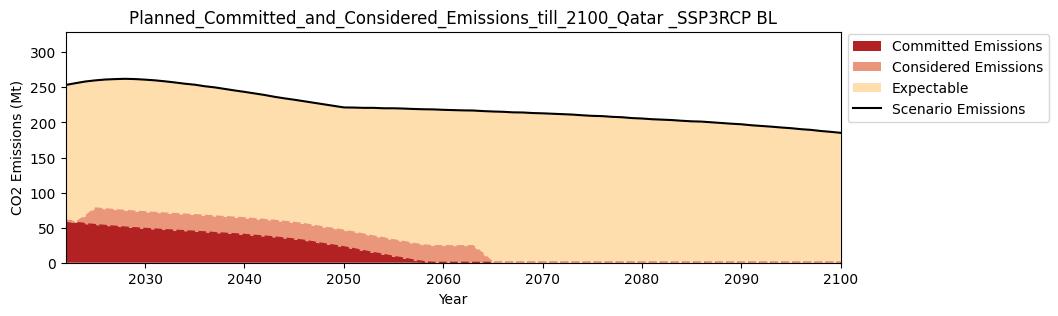 Planned_Committed_and_Considered_Emissions_till_2100_Qatar _SSP3RCP BL
CO2 Emissions (Mt)
300
250
200
150
100
50
0
2030 2040 2050 2060 2070 2080 2090 2100
Year
Committed Emissions
Considered Emissions
Expectable
Scenario Emissions